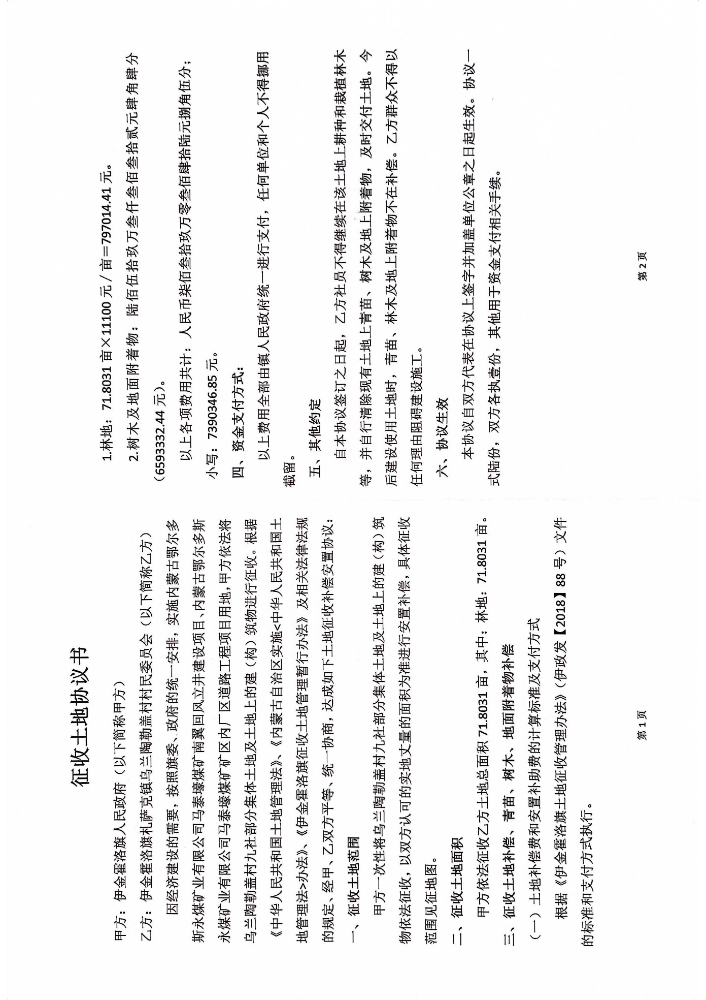 征收土地协议书
甲方：伊金霍洛旗人民政府（以下简称甲方）
乙方：伊金霍洛旗札萨克镇乌兰陶勒盖村村民委员会（以下简称乙方）
因经济建设的需要，按照旗委、政府的统一安排，实施内蒙古鄂尔多
斯永煤矿业有限公司马泰壕煤矿南翼回风立井建设项目、内蒙古鄂尔多斯
永煤矿业有限公司马泰壕煤矿矿区内厂区道路工程项目用地，甲方依法将
乌兰陶勒盖村九社部分集体土地及土地上的建（构）筑物进行征收。根据
《中华人民共和国土地管理法》、《内蒙古自治区实施<中华人民共和国土
地管理法>办法》、《伊金霍洛旗征收土地管理暂行办法》及相关法律法规
的规定、经甲、乙双方平等、统一协商，达成如下土地征收补偿安置协议：
一、征收土地范围
甲方一次性将乌兰陶勒盖村九社部分集体土地及土地上的建（构）筑
物依法征收，以双方认可的实地丈量的面积为准进行安置补偿，具体征收
范围见征地图。
二、征收土地面积
甲方依法征收乙方土地总面积 71.8031 亩，其中：林地：71.8031 亩。
三、征收土地补偿、青苗、树木、地面附着物补偿
（一）土地补偿费和安置补助费的计算标准及支付方式
根据《伊金霍洛旗土地征收管理办法》（伊政发【2018】88 号）文件
的标准和支付方式执行。
第 1 页
1.林地：71.8031 亩×11100 元／亩＝797014.41 元。
2.树木及地面附着物：陆佰伍拾玖万叁仟叁佰叁拾贰元肆角肆分
（6593332.44 元）。
以上各项费用共计：人民币柒佰叁拾玖万零叁佰肆拾陆元捌角伍分；
小写：7390346.85 元。
四、资金支付方式：
以上费用全部由镇人民政府统一进行支付，任何单位和个人不得挪用
截留。
五、其他约定
自本协议签订之日起，乙方社员不得继续在该土地上耕种和栽植林木
等，并自行清除现有土地上青苗、树木及地上附着物，及时交付土地。今
后建设使用土地时，青苗、林木及地上附着物不在补偿。乙方群众不得以
任何理由阻碍建设施工。
六、协议生效
本协议自双方代表在协议上签字并加盖单位公章之日起生效。协议一
式陆份，双方各执壹份，其他用于资金支付相关手续。
第 2 页